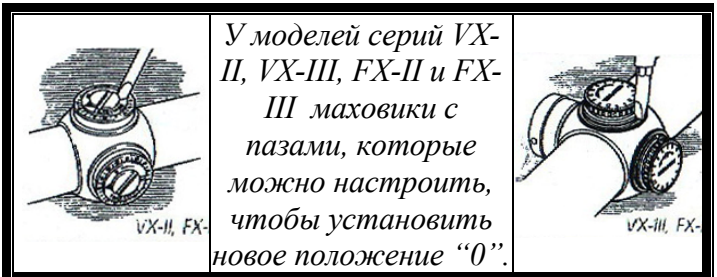 У моделей серий VX-
II, VX-III, FX-II и FX-
III маховики с
пазами, которые
можно настроить,
чтобы установить
новое положение “0”.
VX-II, FX-
VX-III, FX-